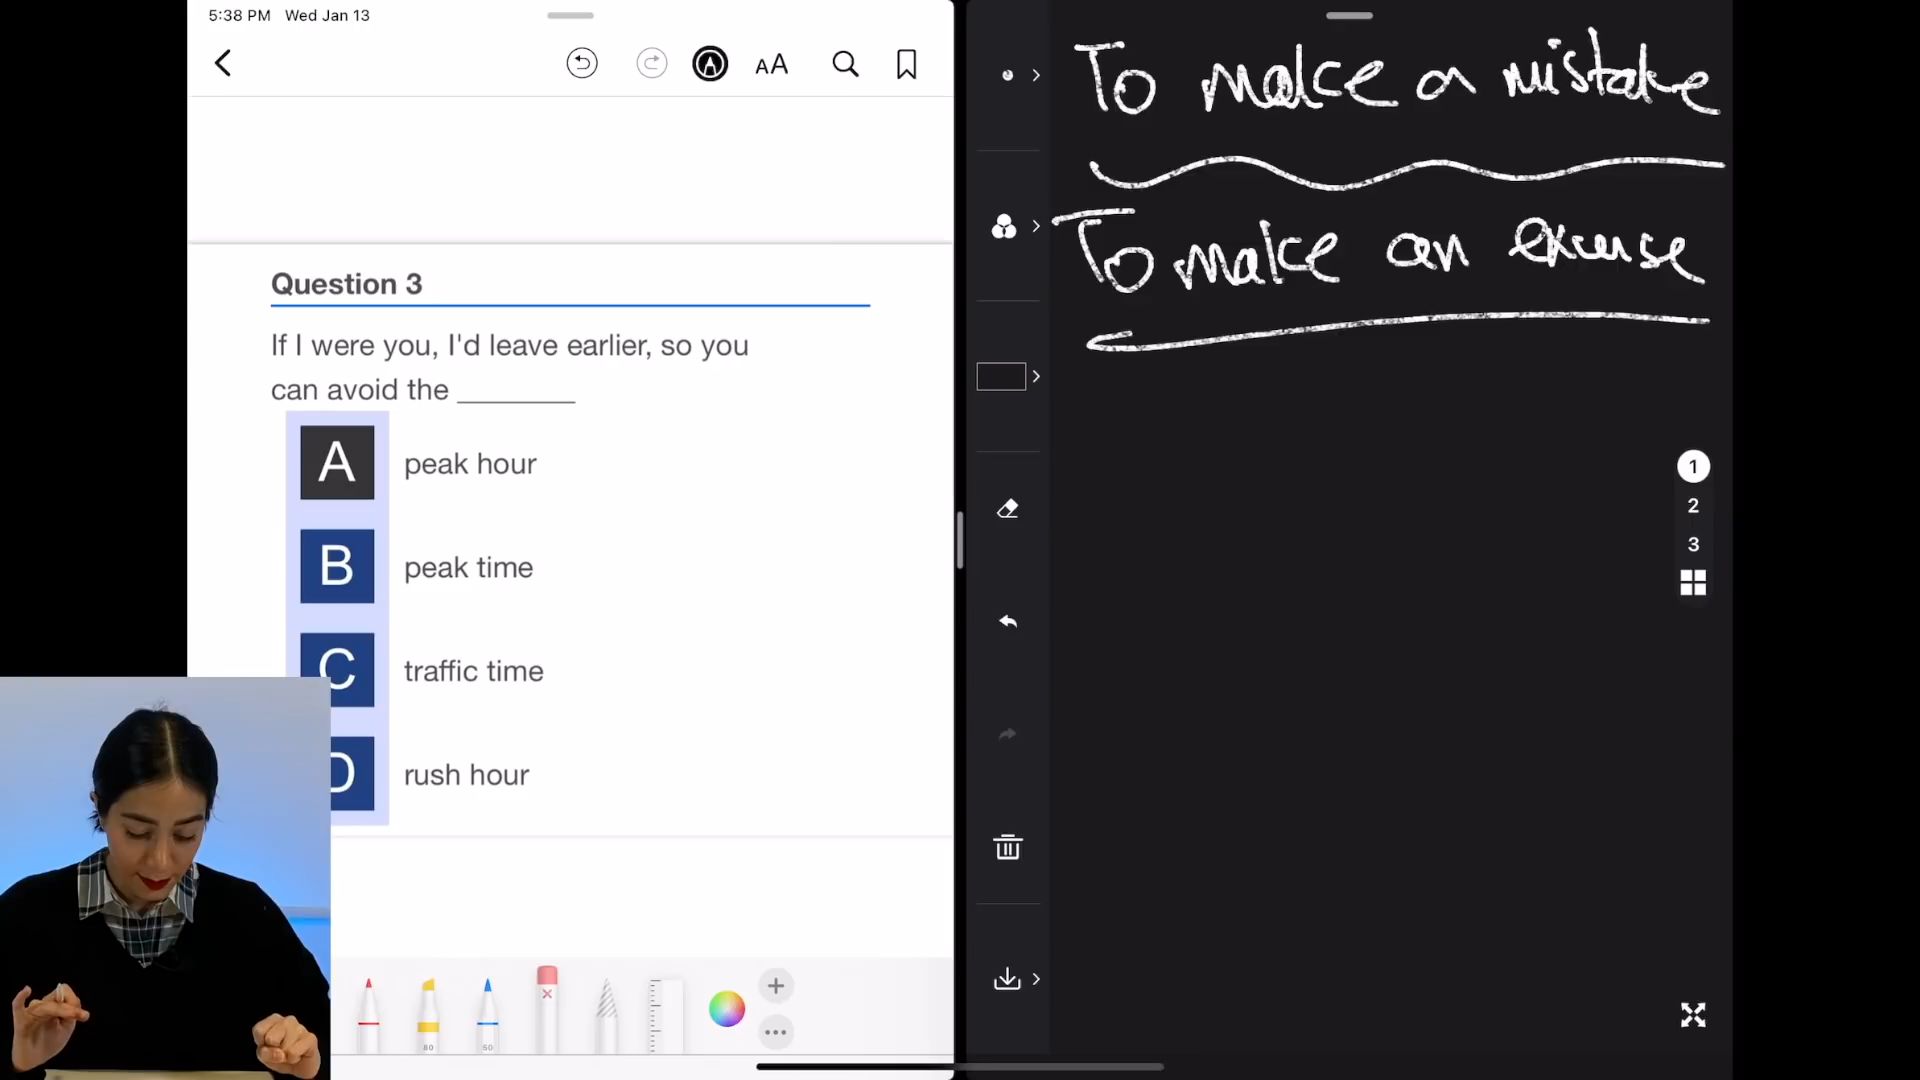 5:38 PM Wed Jan 13
AA
Question 3
If I were you, I'd leave earlier, so you
can avoid the ________
A peak hour
B peak time
C traffic time
D rush hour
80
50
To make a mistake
To make an excuse
1
2
3